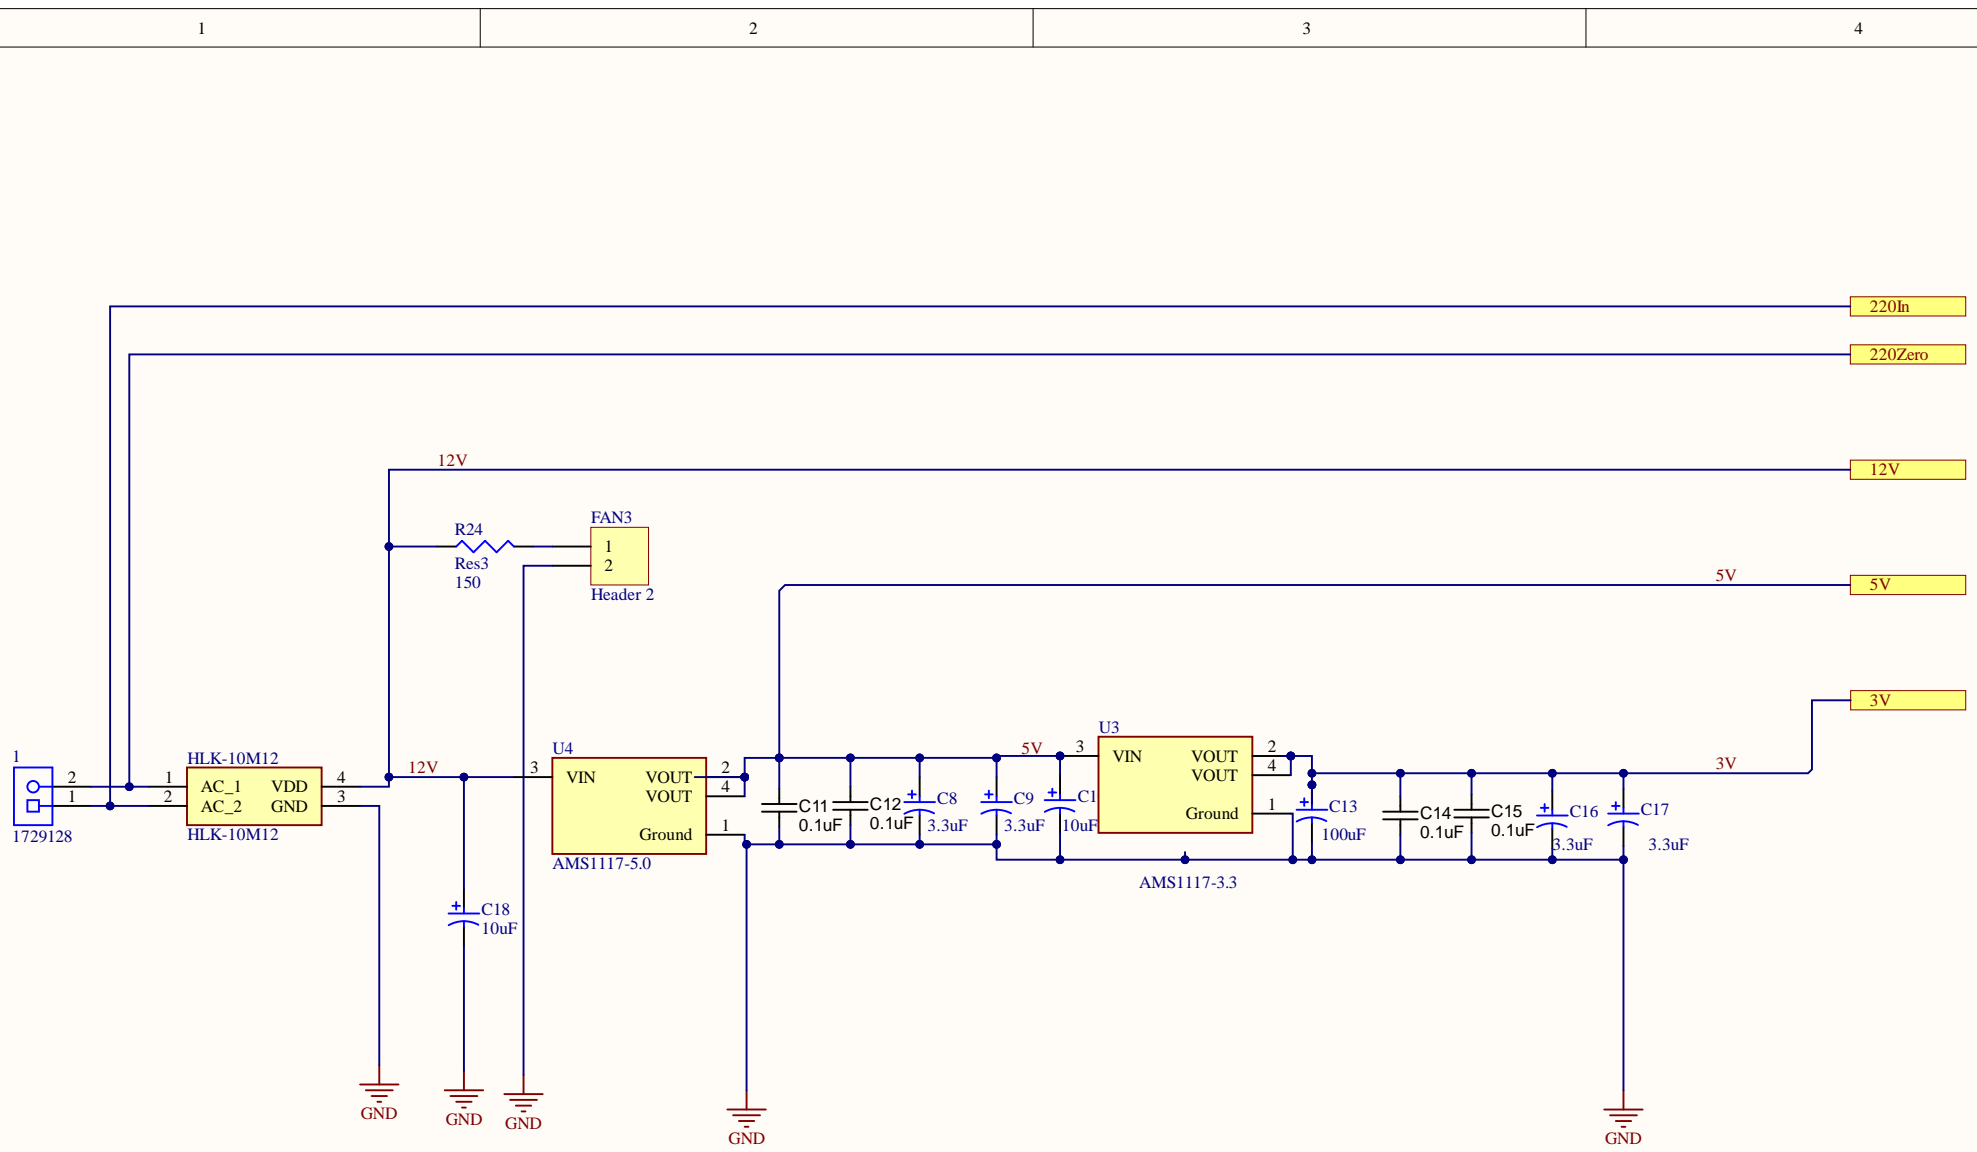 1
2
3
4
220In
220Zero
12V
12V
FAN3
R24
1
2
Res3
150
Header 2
5V
5V
3V
1
2
1
1729128
HLK-10M12
1
2
AC_1
AC_2
VDD
GND
4
3
HLK-10M12
12V
U4
3
VIN
VOUT
VOUT
Ground
2
4
1
AMS1117-5.0
C11
0.1uF
C12
0.1uF
C8
3.3uF
C9
3.3uF
5V
C1
10uF
U3
3
VIN
VOUT
VOUT
Ground
2
4
1
AMS1117-3.3
C13
100uF
C14
0.1uF
C15
0.1uF
C16
3.3uF
C17
3.3uF
3V
C18
10uF
GND
GND
GND
GND
GND